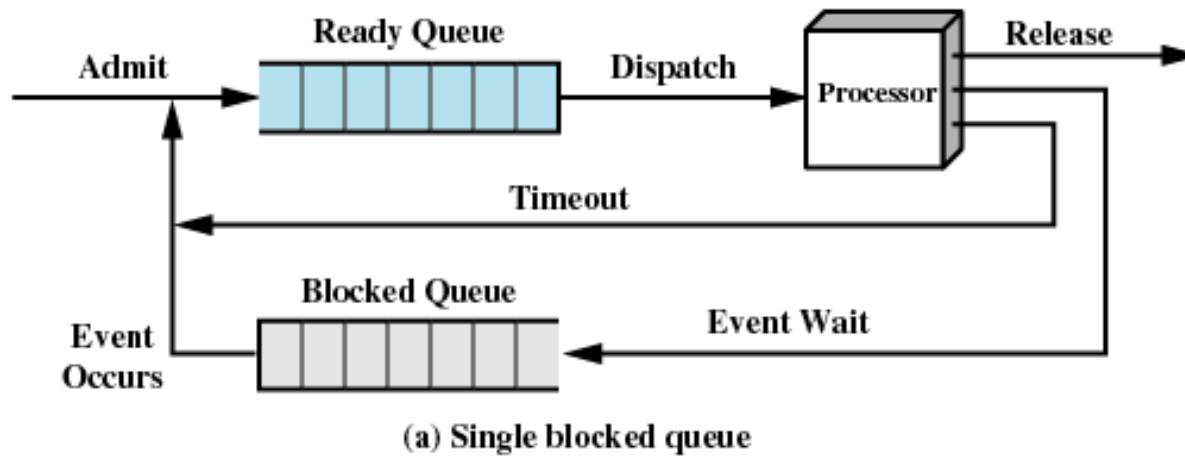 Ready Queue
Admit
Dispatch
Processor
Release
Timeout
Blocked Queue
Event Wait
Event
Occurs
(a) Single blocked queue